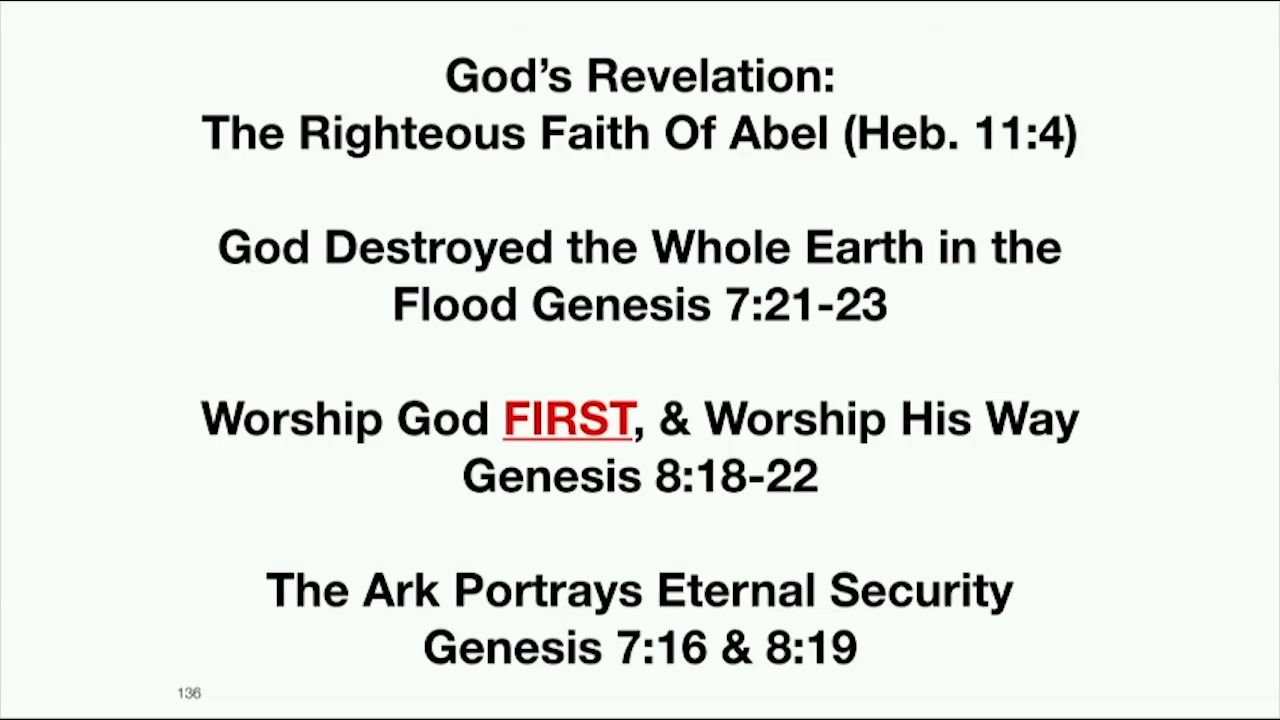 God’s Revelation:
The Righteous Faith Of Abel (Heb. 11:4)
God Destroyed the Whole Earth in the
Flood Genesis 7:21-23
Worship God FIRST, & Worship His Way
Genesis 8:18-22
The Ark Portrays Eternal Security
Genesis 7:16 & 8:19
136